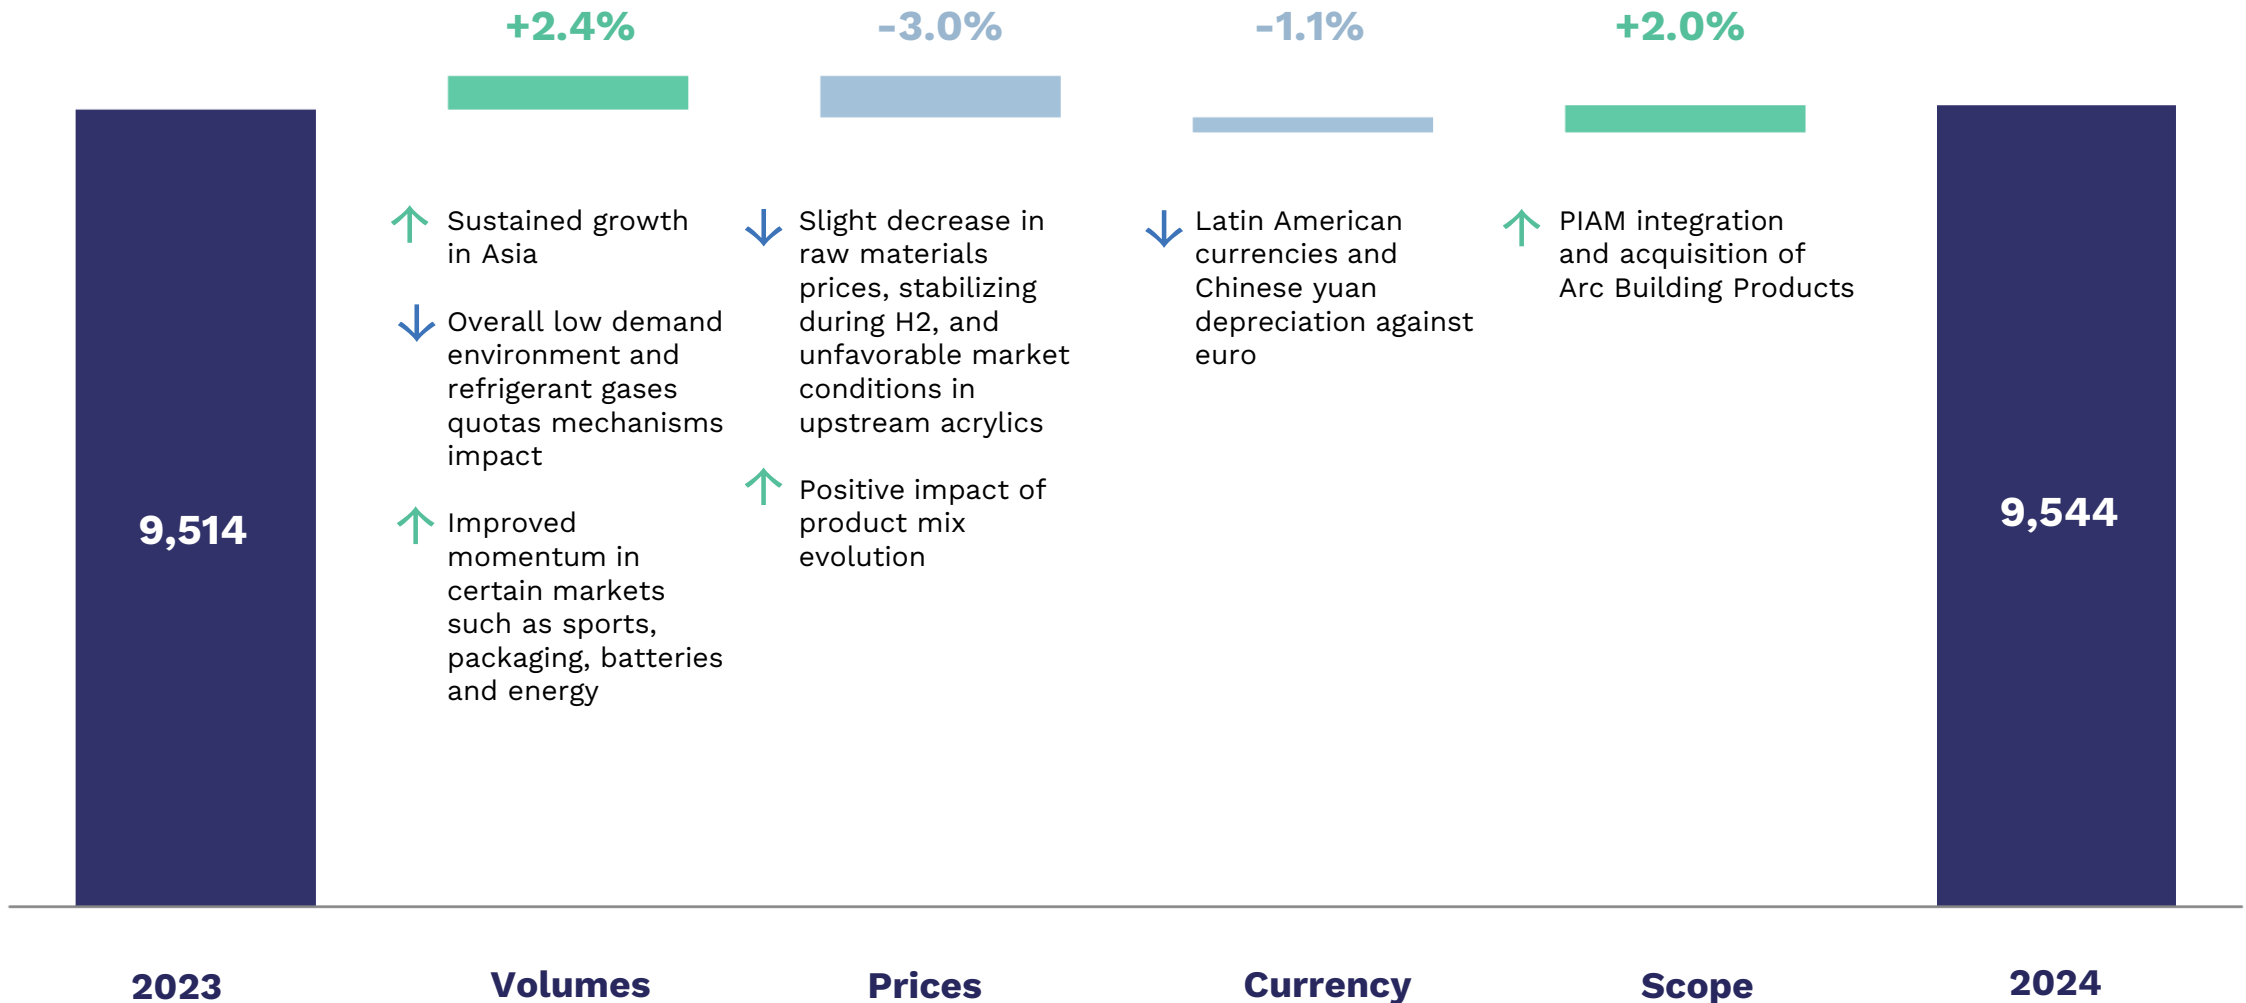 +2.4%
-3.0%
-1.1%
+2.0%
9,514
Sustained growth
in Asia
Overall low demand
environment and
refrigerant gases
quotas mechanisms
impact
Improved
momentum in
certain markets
such as sports,
packaging, batteries
and energy
Slight decrease in
raw materials
prices, stabilizing
during H2, and
unfavorable market
conditions in
upstream acrylics
Positive impact of
product mix
evolution
Latin American
currencies and
Chinese yuan
depreciation against
euro
PIAM integration
and acquisition of
Arc Building Products
9,544
2023
Volumes
Prices
Currency
Scope
2024